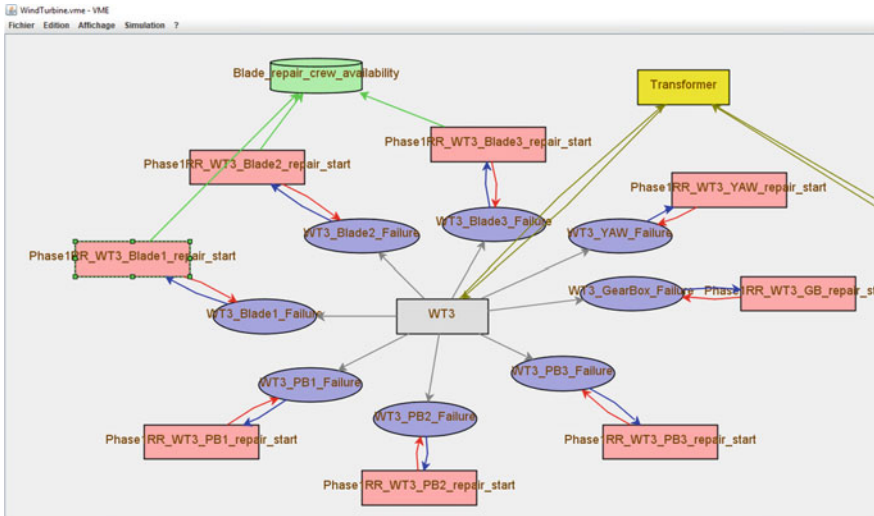 WindTurbine.vme - VME
Fichier Edition Affichage Simulation ?
Blade_repair_crew_availability
Transformer
Phase1RR_WT3_Blade3_repair_start
Phase1RR_WT3_Blade2_repair_start
Phase1RR_WT3_YAW_repair_start
WT3_Blade3_Failure
WT3_Blade2_Failure
WT3_YAW_Failure
Phase1RR_WT3_Blade1_repair_start
WT3_GearBox_Failure
Phase1RR_WT3_GB_repair_st
WT3_Blade1_Failure
WT3
WT3_PB3_Failure
WT3_PB1_Failure
WT3_PB2_Failure
Phase1RR_WT3_PB1_repair_start
Phase1RR_WT3_PB3_repair_start
Phase1RR_WT3_PB2_repair_start